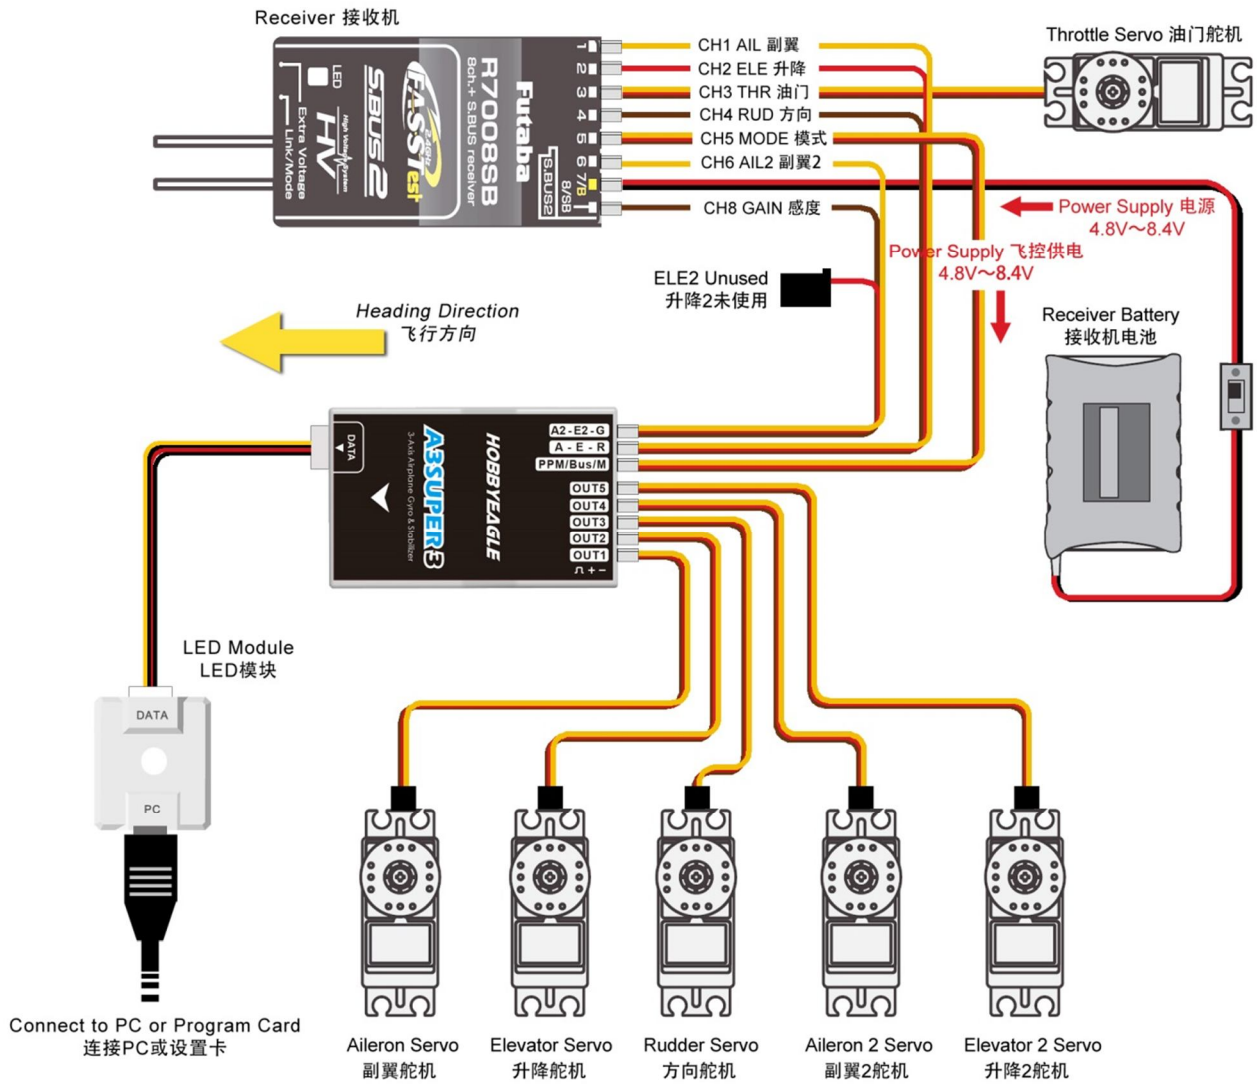 Receiver 接收机
LED
Extra Voltage
Link/Mode
S.BUS2
HV
High Voltage System
FASSTest
2.4GHz
R7008SB
8ch.+ S.BUS receiver
Futaba
S.BUS2
1
2
3
4
5
6
7/B
8/SB
CH1 AIL 副翼
CH2 ELE 升降
CH3 THR 油门
CH4 RUD 方向
CH5 MODE 模式
CH6 AIL2 副翼2
CH8 GAIN 感度
Throttle Servo 油门舵机
Power Supply 电源
4.8V～8.4V
Power Supply 飞控供电
4.8V～8.4V
ELE2 Unused
升降2未使用
Heading Direction
飞行方向
Receiver Battery
接收机电池
DATA
A3SUPER3
3-Axis Airplane Gyro & Stabilizer
HOBBYEAGLE
A2-E2-G
A-E-R
PPM/Bus/M
OUT5
OUT4
OUT3
OUT2
OUT1
⎍ + −
LED Module
LED模块
DATA
PC
Connect to PC or Program Card
连接PC或设置卡
Aileron Servo
副翼舵机
Elevator Servo
升降舵机
Rudder Servo
方向舵机
Aileron 2 Servo
副翼2舵机
Elevator 2 Servo
升降2舵机